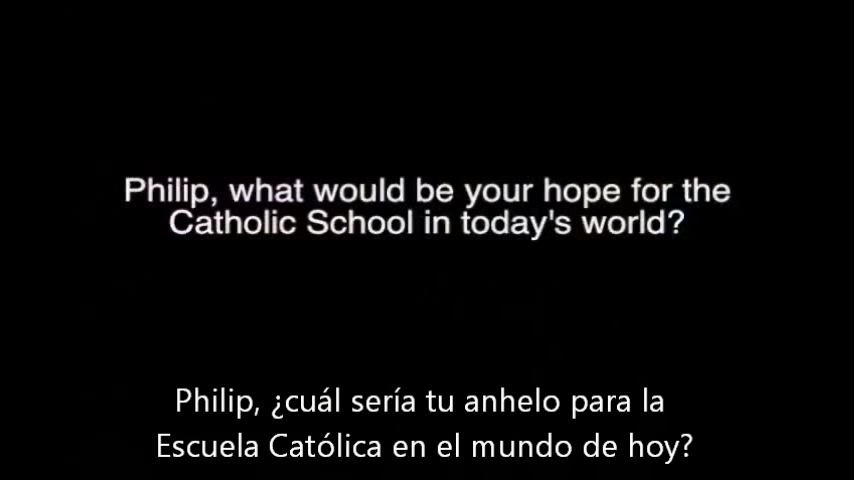 Philip, what would be your hope for the
Catholic School in today's world?
Philip, ¿cuál sería tu anhelo para la
Escuela Católica en el mundo de hoy?